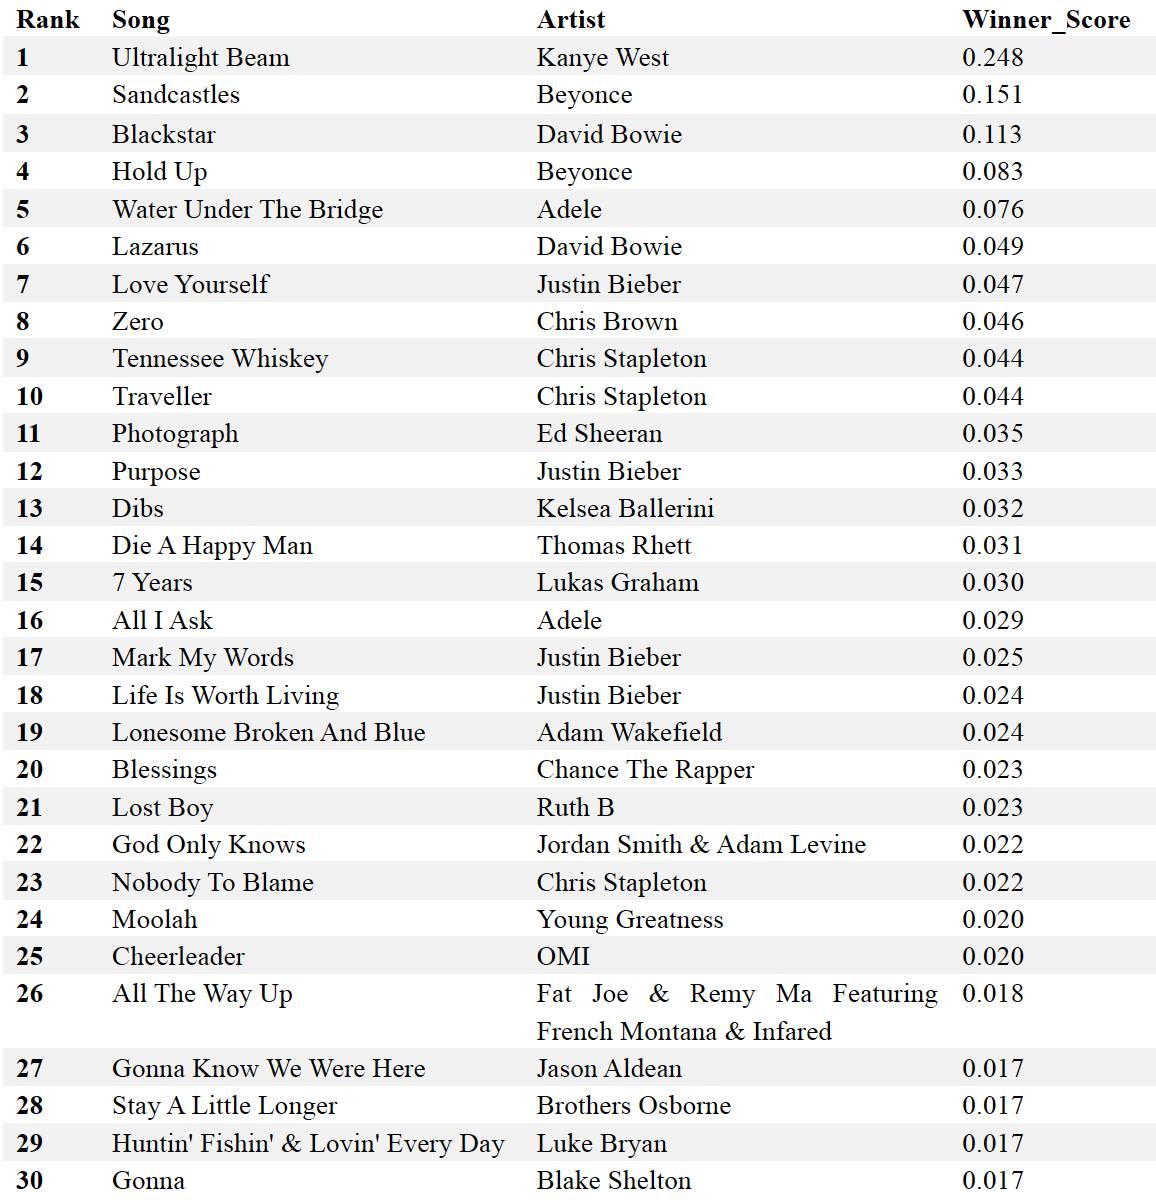 Rank Song Artist Winner_Score
1 Ultralight Beam Kanye West 0.248
2 Sandcastles Beyonce 0.151
3 Blackstar David Bowie 0.113
4 Hold Up Beyonce 0.083
5 Water Under The Bridge Adele 0.076
6 Lazarus David Bowie 0.049
7 Love Yourself Justin Bieber 0.047
8 Zero Chris Brown 0.046
9 Tennessee Whiskey Chris Stapleton 0.044
10 Traveller Chris Stapleton 0.044
11 Photograph Ed Sheeran 0.035
12 Purpose Justin Bieber 0.033
13 Dibs Kelsea Ballerini 0.032
14 Die A Happy Man Thomas Rhett 0.031
15 7 Years Lukas Graham 0.030
16 All I Ask Adele 0.029
17 Mark My Words Justin Bieber 0.025
18 Life Is Worth Living Justin Bieber 0.024
19 Lonesome Broken And Blue Adam Wakefield 0.024
20 Blessings Chance The Rapper 0.023
21 Lost Boy Ruth B 0.023
22 God Only Knows Jordan Smith & Adam Levine 0.022
23 Nobody To Blame Chris Stapleton 0.022
24 Moolah Young Greatness 0.020
25 Cheerleader OMI 0.020
26 All The Way Up Fat Joe & Remy Ma Featuring 0.018
French Montana & Infared
27 Gonna Know We Were Here Jason Aldean 0.017
28 Stay A Little Longer Brothers Osborne 0.017
29 Huntin' Fishin' & Lovin' Every Day Luke Bryan 0.017
30 Gonna Blake Shelton 0.017